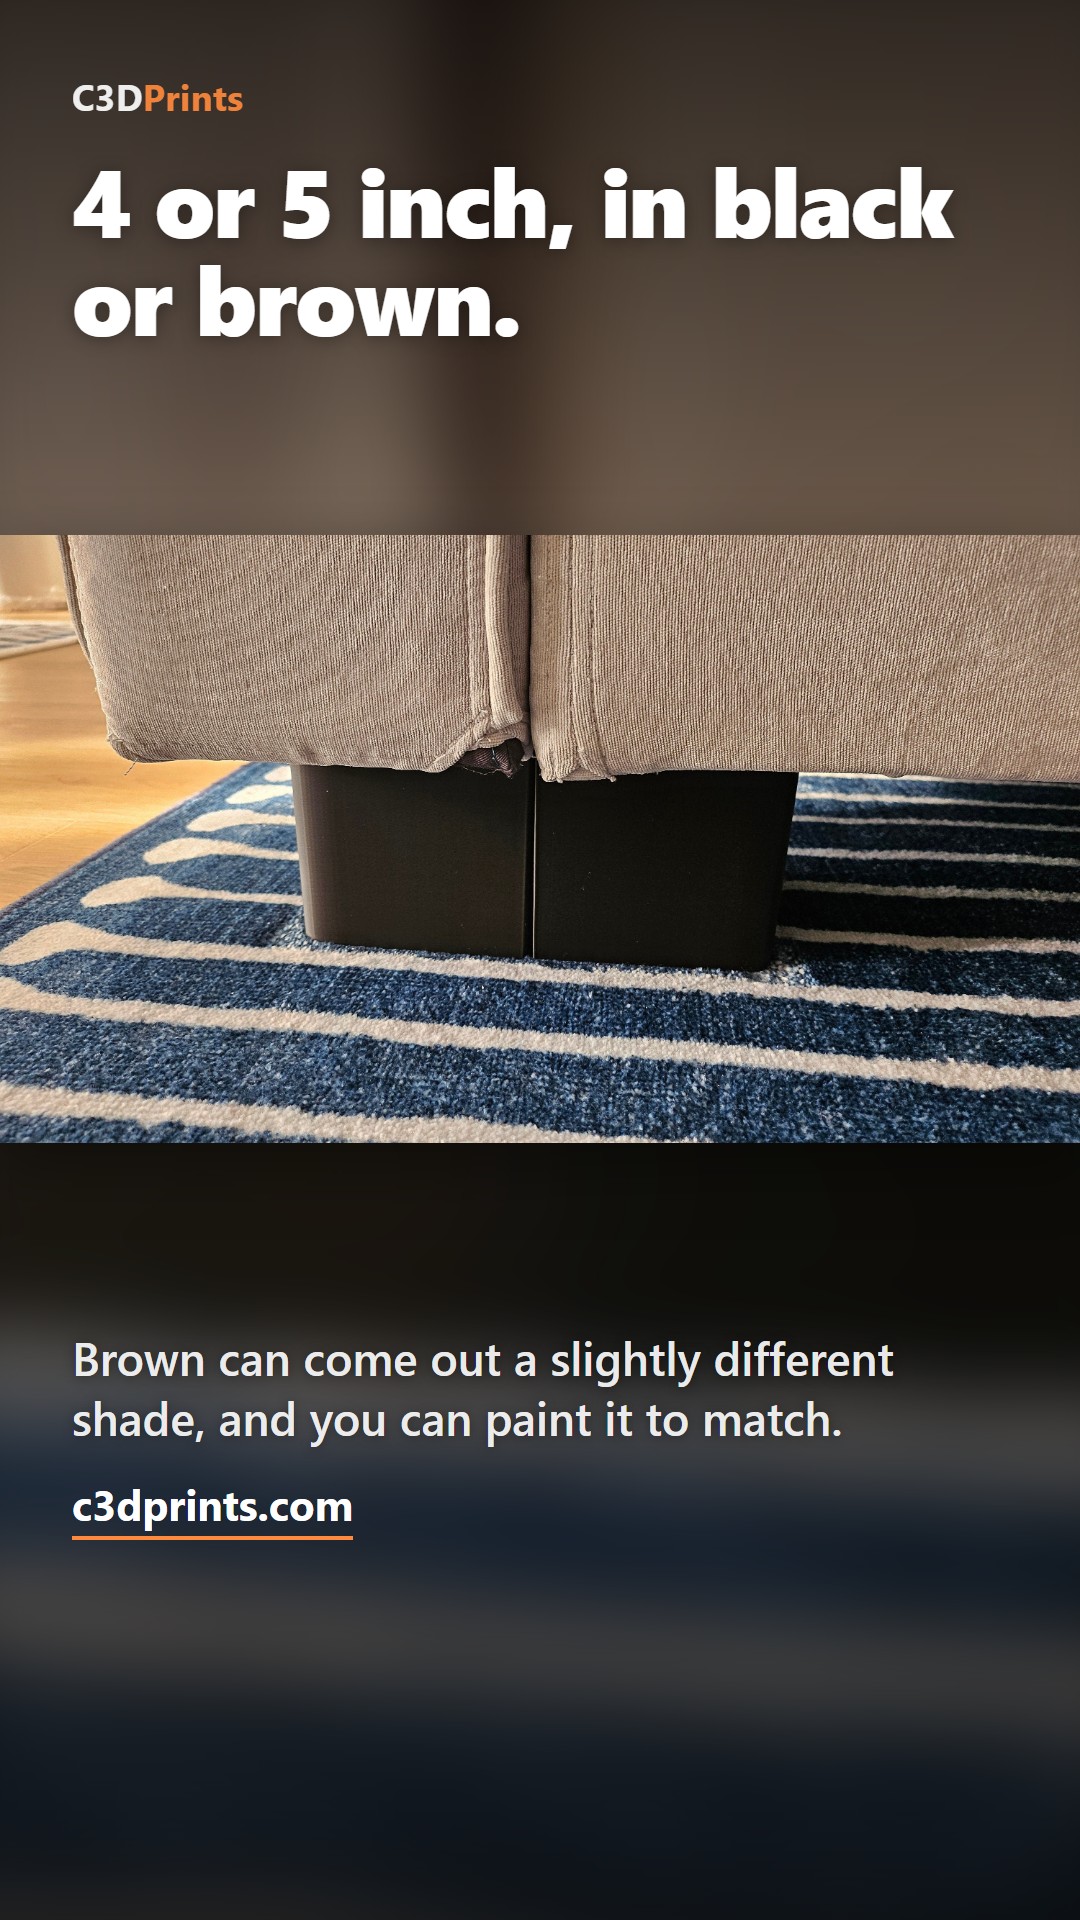 C3DPrints
4 or 5 inch, in black
or brown.
Brown can come out a slightly different
shade, and you can paint it to match.
c3dprints.com